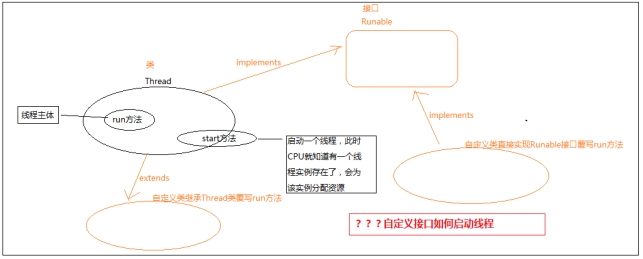 接口
Runable
类
implements
Thread
线程主体
run方法
implements
start方法
启动一个线程，此时
CPU就知道有一个线
程实例存在了，会为
该实例分配资源
自定义类直接实现Runable接口覆写run方法
extends
自定义类继承Thread类覆写run方法
？？？自定义接口如何启动线程